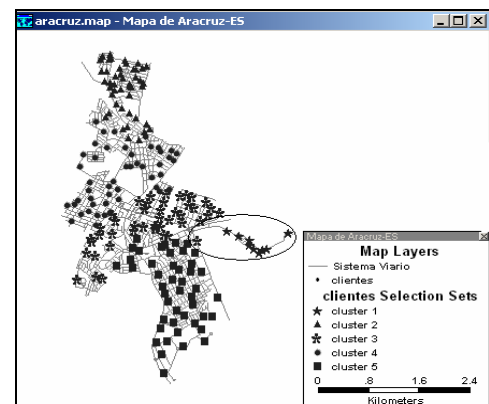 aracruz.map - Mapa de Aracruz-ES
Mapa de Aracruz-ES
Map Layers
Sistema Viario
clientes
clientes Selection Sets
cluster 1
cluster 2
cluster 3
cluster 4
cluster 5
0 .8 1.6 2.4
Kilometers